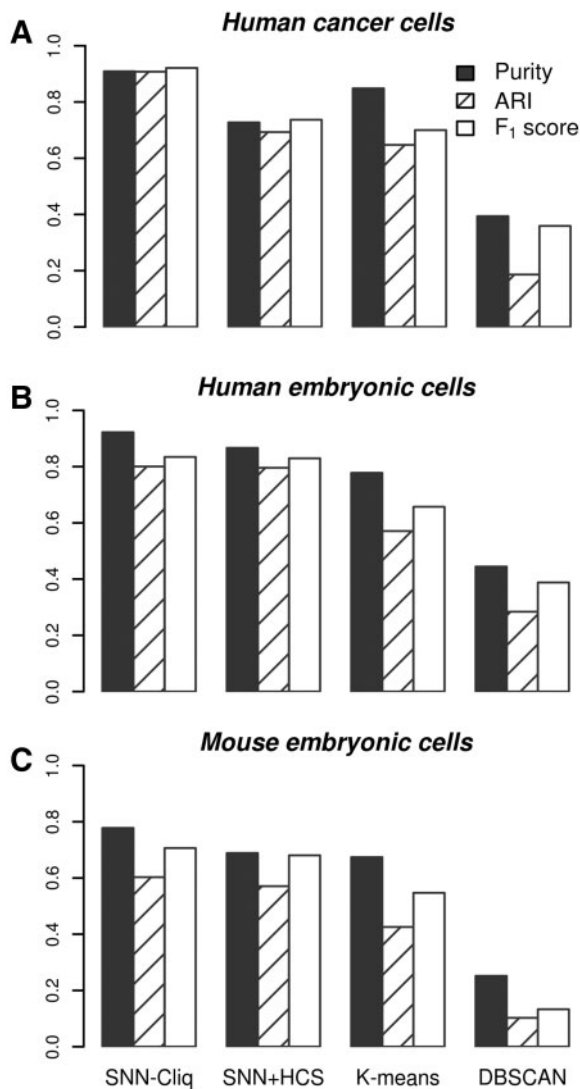 A
Human cancer cells
1.0
0.8
0.6
0.4
0.2
0.0
Purity
ARI
F₁ score
B
Human embryonic cells
1.0
0.8
0.6
0.4
0.2
0.0
C
Mouse embryonic cells
1.0
0.8
0.6
0.4
0.2
0.0
SNN-Cliq SNN+HCS K-means DBSCAN